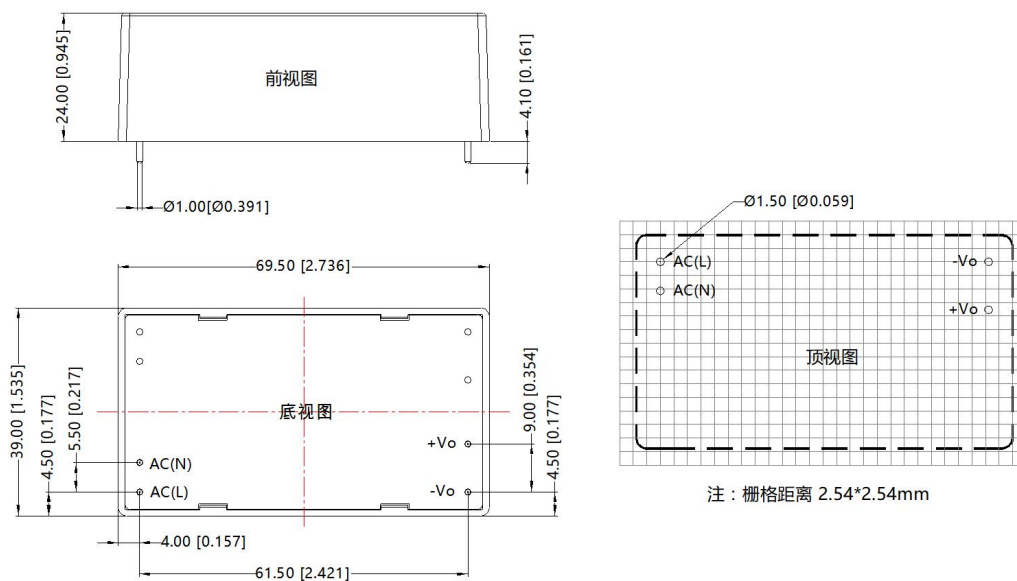 24.00 [0.945]
前视图
4.10 [0.161]
Ø1.00[Ø0.391]
69.50 [2.736]
39.00 [1.535]
4.50 [0.177]
5.50 [0.217]
底视图
AC(N)
AC(L)
+Vo
-Vo
9.00 [0.354]
4.50 [0.177]
4.00 [0.157]
61.50 [2.421]
Ø1.50 [Ø0.059]
AC(L)
AC(N)
-Vo
+Vo
顶视图
注：栅格距离 2.54*2.54mm